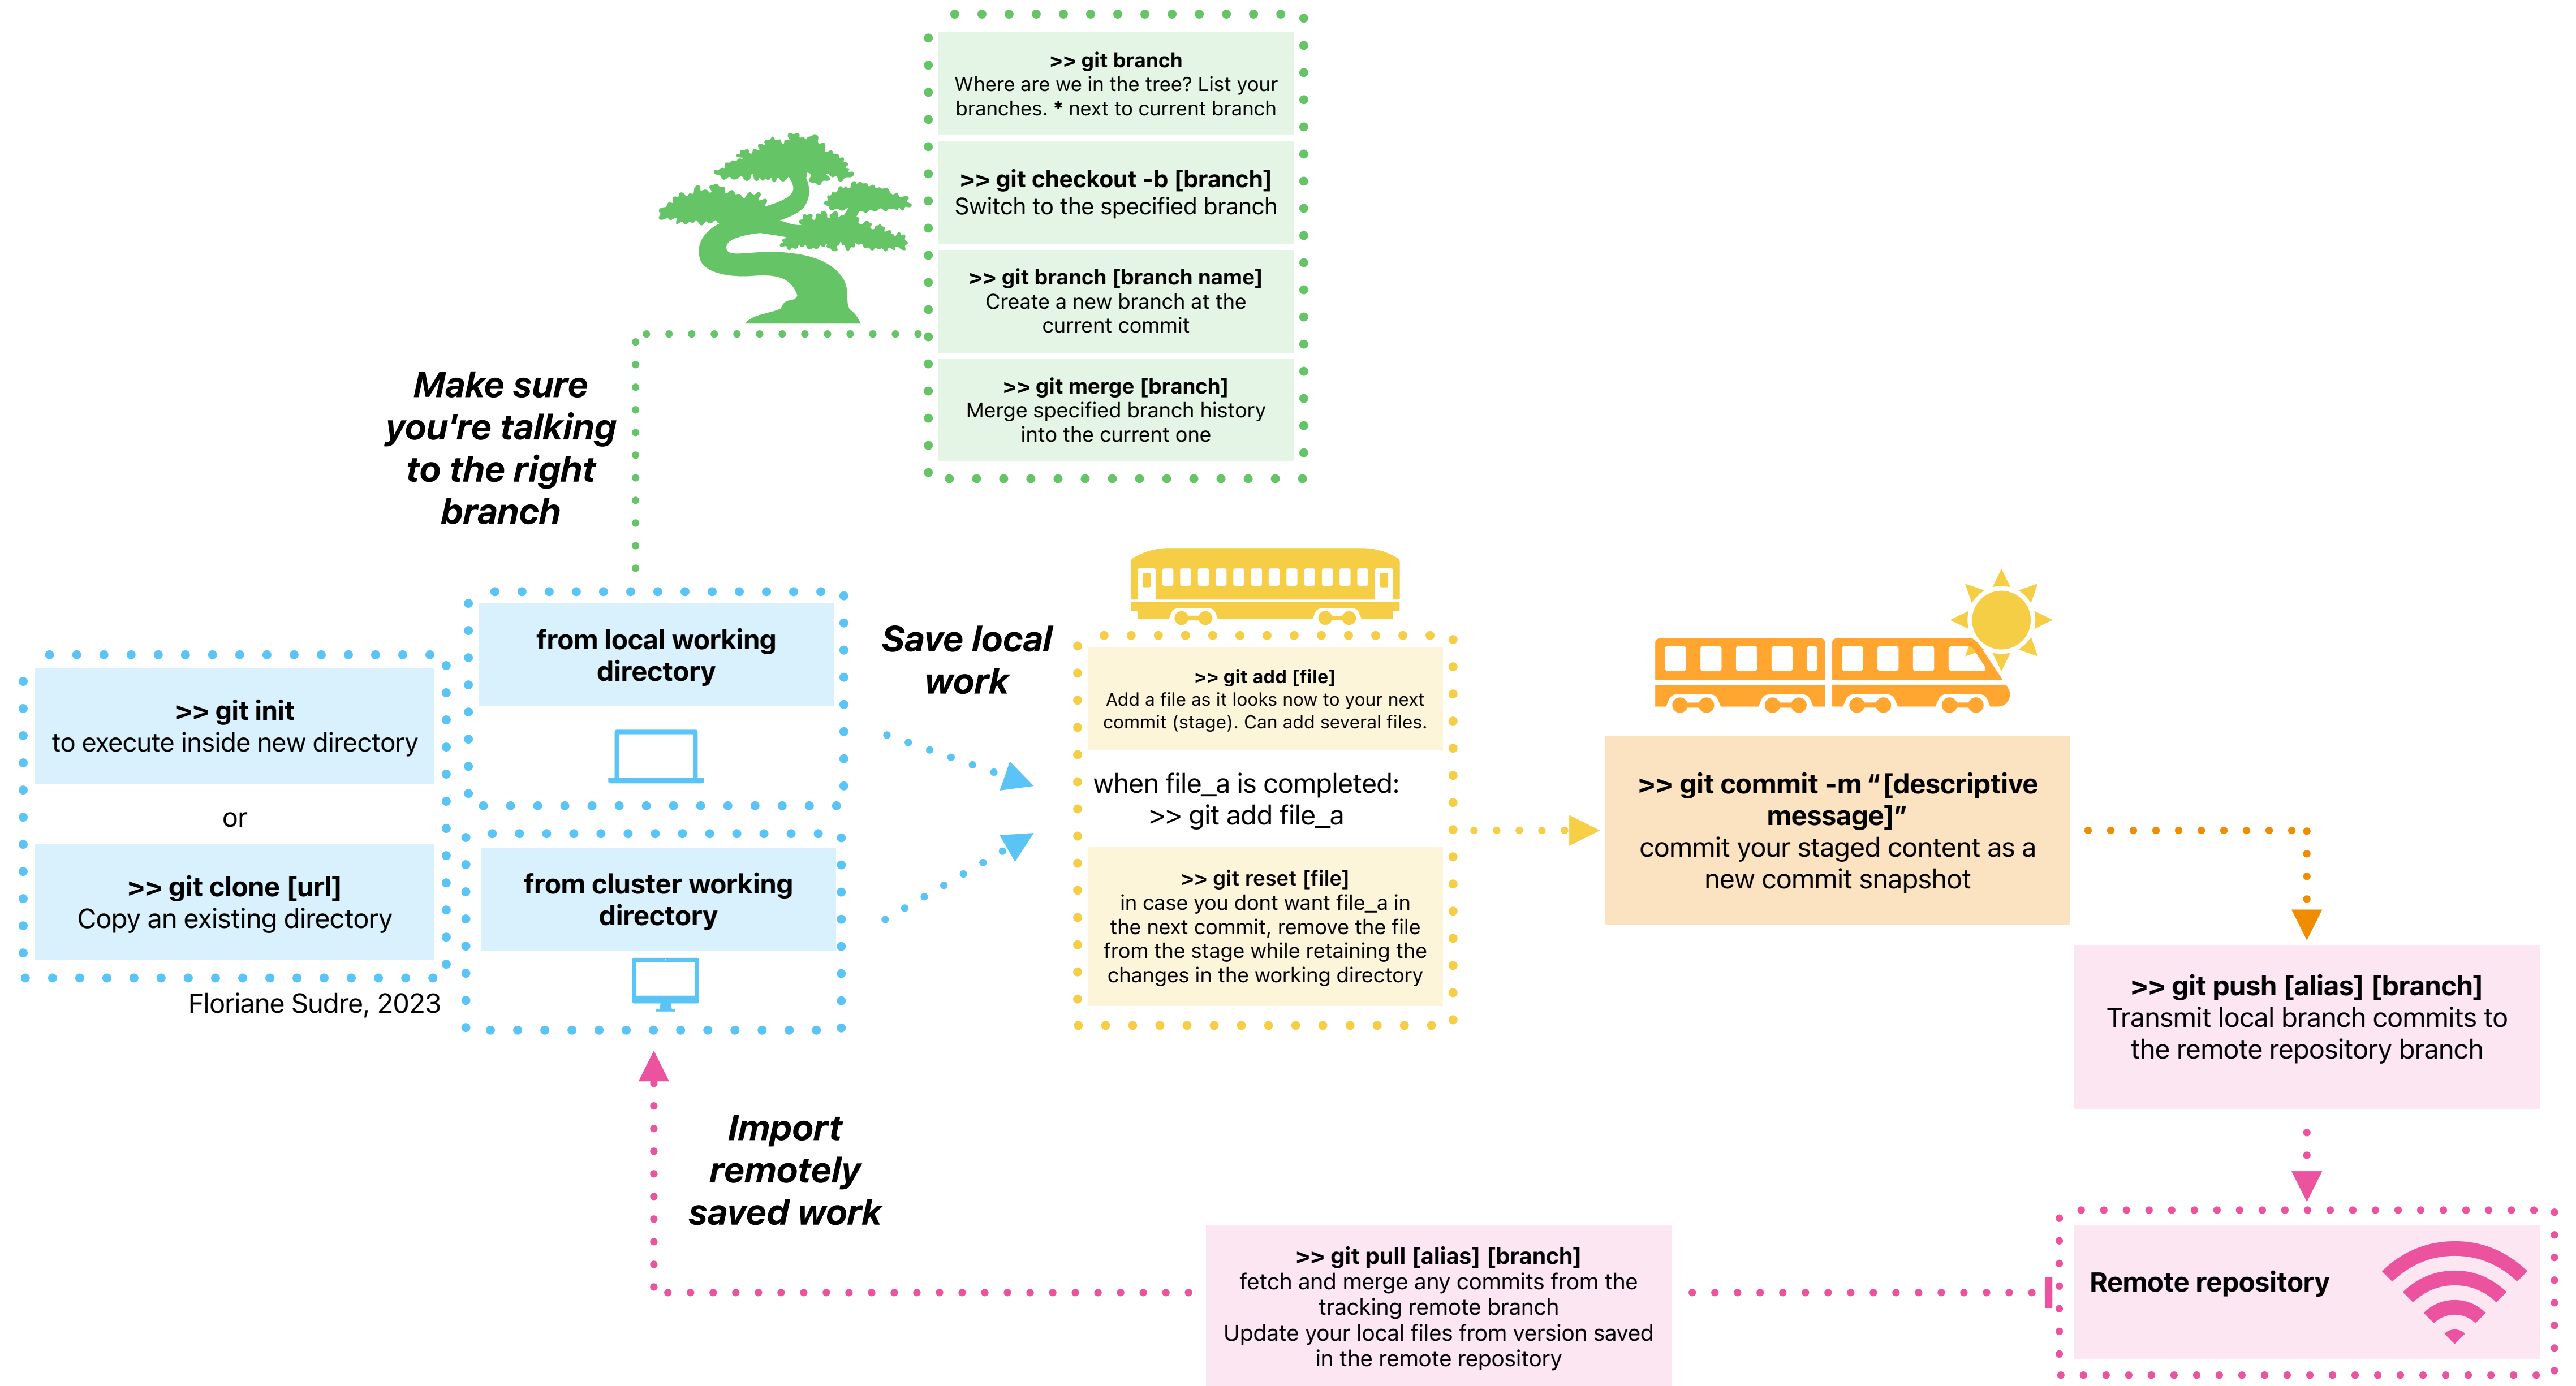 >> git branch
Where are we in the tree? List your
branches. * next to current branch
>> git checkout -b [branch]
Switch to the specified branch
>> git branch [branch name]
Create a new branch at the
current commit
>> git merge [branch]
Merge specified branch history
into the current one
Make sure
you're talking
to the right
branch
>> git init
to execute inside new directory
or
>> git clone [url]
Copy an existing directory
Floriane Sudre, 2023
from local working
directory
from cluster working
directory
Save local
work
>> git add [file]
Add a file as it looks now to your next
commit (stage). Can add several files.
when file_a is completed:
>> git add file_a
>> git reset [file]
in case you dont want file_a in
the next commit, remove the file
from the stage while retaining the
changes in the working directory
>> git commit -m “[descriptive
message]”
commit your staged content as a
new commit snapshot
>> git push [alias] [branch]
Transmit local branch commits to
the remote repository branch
Remote repository
>> git pull [alias] [branch]
fetch and merge any commits from the
tracking remote branch
Update your local files from version saved
in the remote repository
Import
remotely
saved work